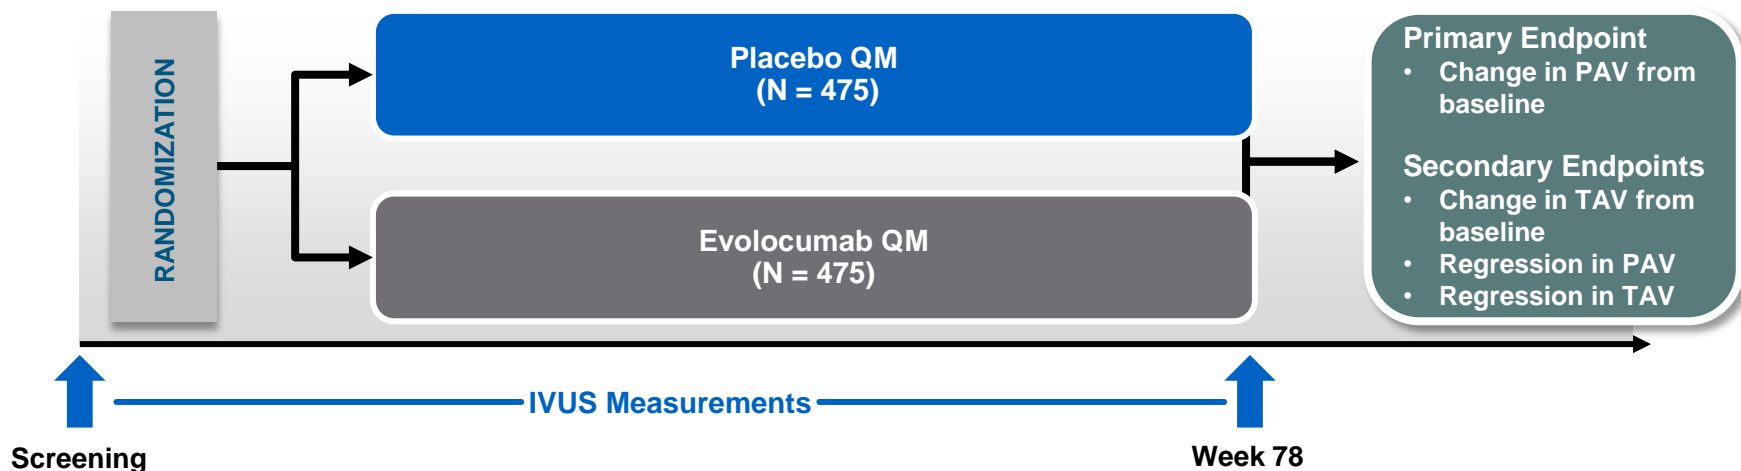 RANDOMIZATION
Placebo QM
(N = 475)
Evolocumab QM
(N = 475)
Primary Endpoint
• Change in PAV from
baseline
Secondary Endpoints
• Change in TAV from
baseline
• Regression in PAV
• Regression in TAV
IVUS Measurements
Screening
Week 78